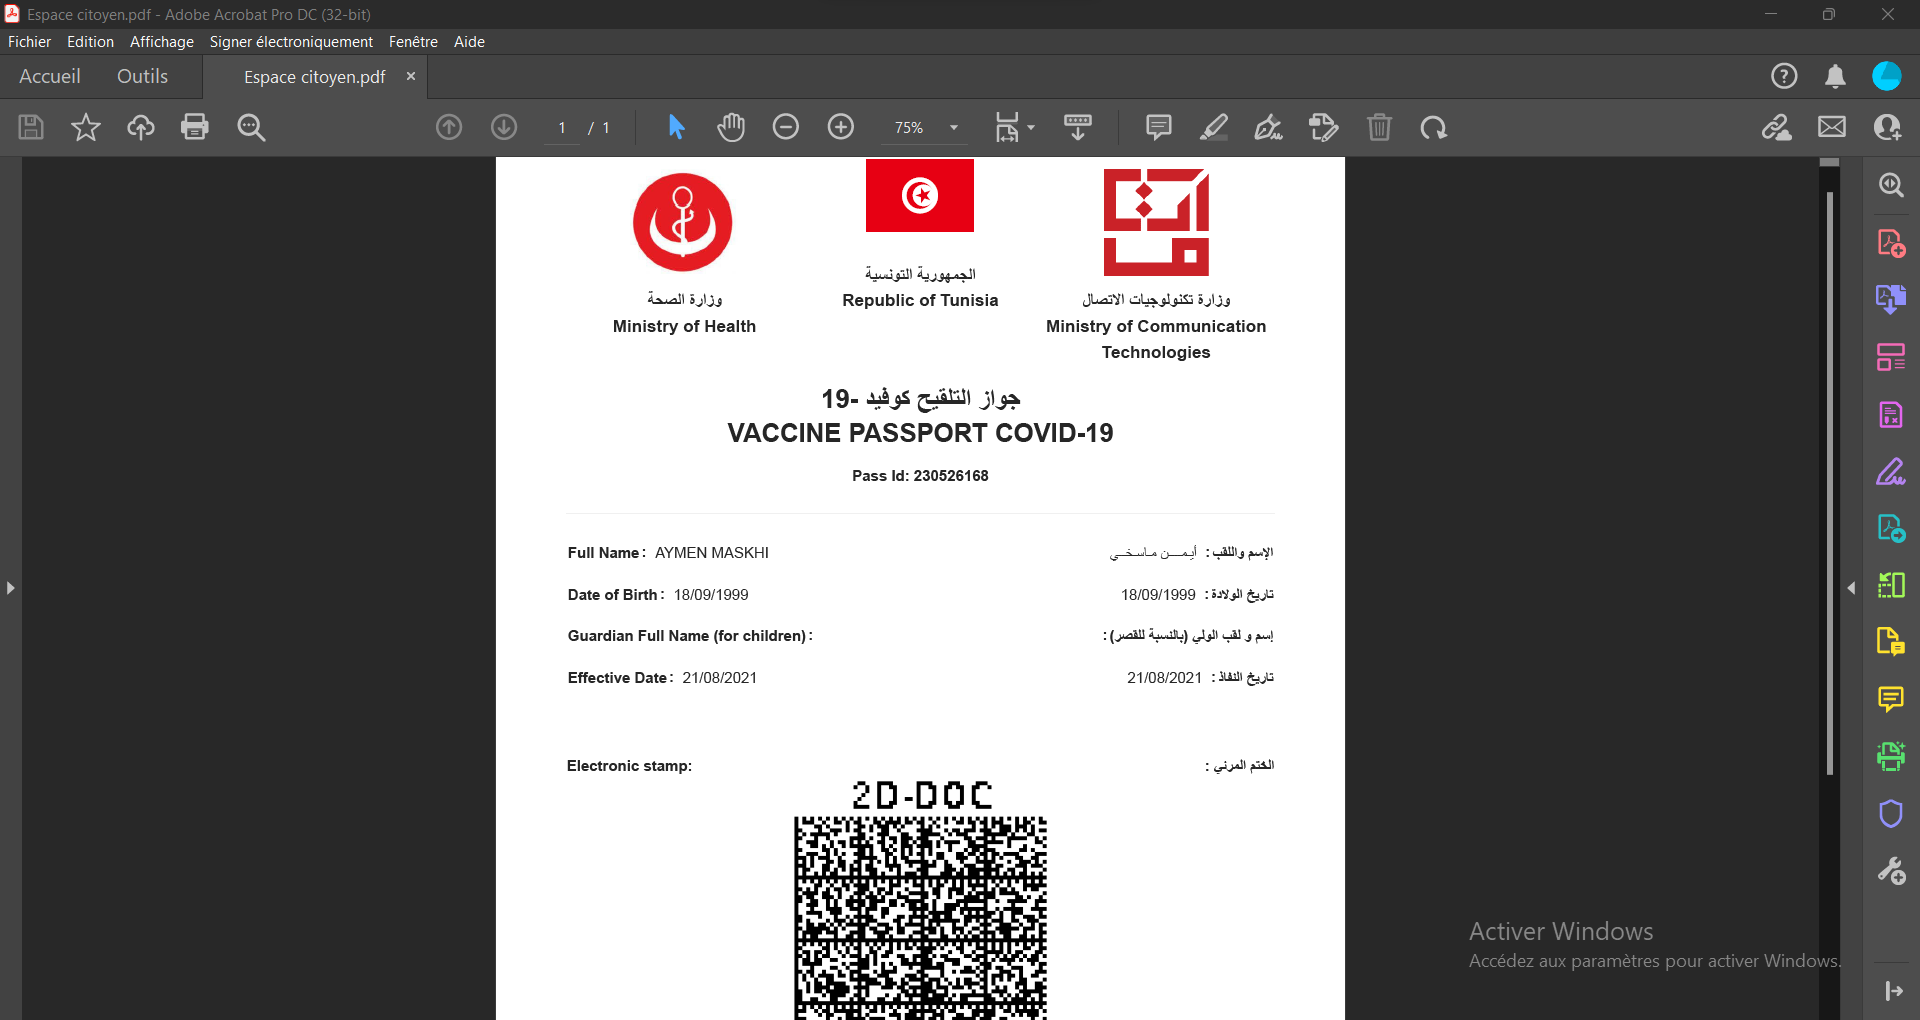 Espace citoyen.pdf - Adobe Acrobat Pro DC (32-bit)
Fichier Edition Affichage Signer électroniquement Fenêtre Aide
Accueil Outils Espace citoyen.pdf ×
1 / 1 75%
الجمهورية التونسية
Republic of Tunisia
وزارة الصحة
Ministry of Health
وزارة تكنولوجيات الاتصال
Ministry of Communication
Technologies
جواز التلقيح كوفيد -19
VACCINE PASSPORT COVID-19
Pass Id: 230526168
Full Name : AYMEN MASKHI
الإسم واللقب : أيـمـــن مـاسـخــي
Date of Birth : 18/09/1999
تاريخ الولادة : 18/09/1999
Guardian Full Name (for children) :
إسم و لقب الولي (بالنسبة للقصر) :
Effective Date : 21/08/2021
تاريخ النفاذ : 21/08/2021
Electronic stamp:
الختم المرئي :
2D-DOC
Activer Windows
Accédez aux paramètres pour activer Windows.